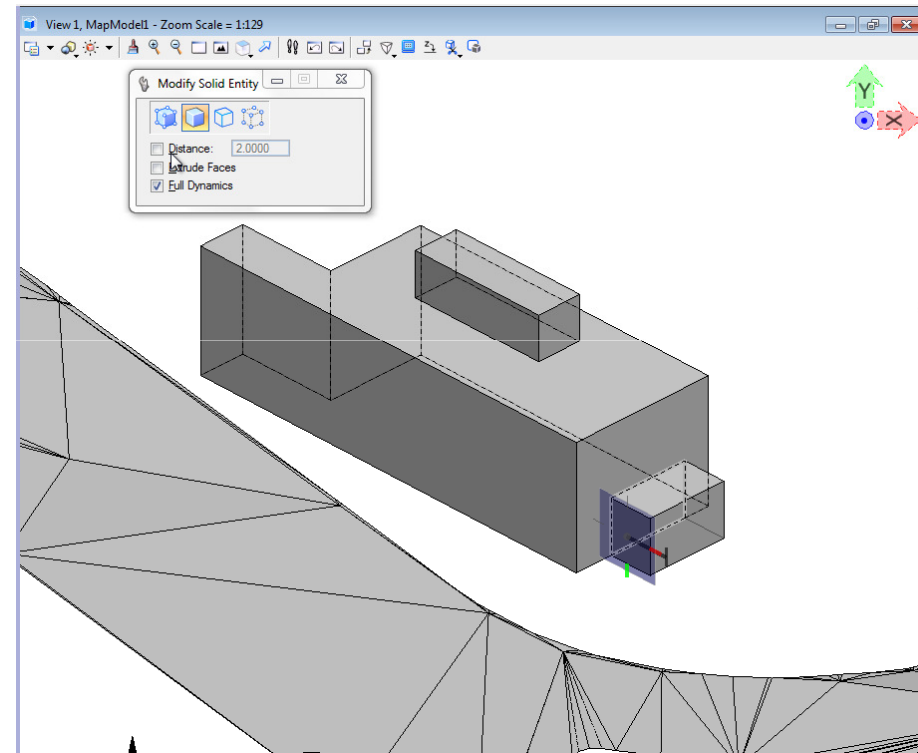 View 1, MapModel1 - Zoom Scale = 1:129
Modify Solid Entity
Distance: 2.0000
Extrude Faces
Full Dynamics
Y
X